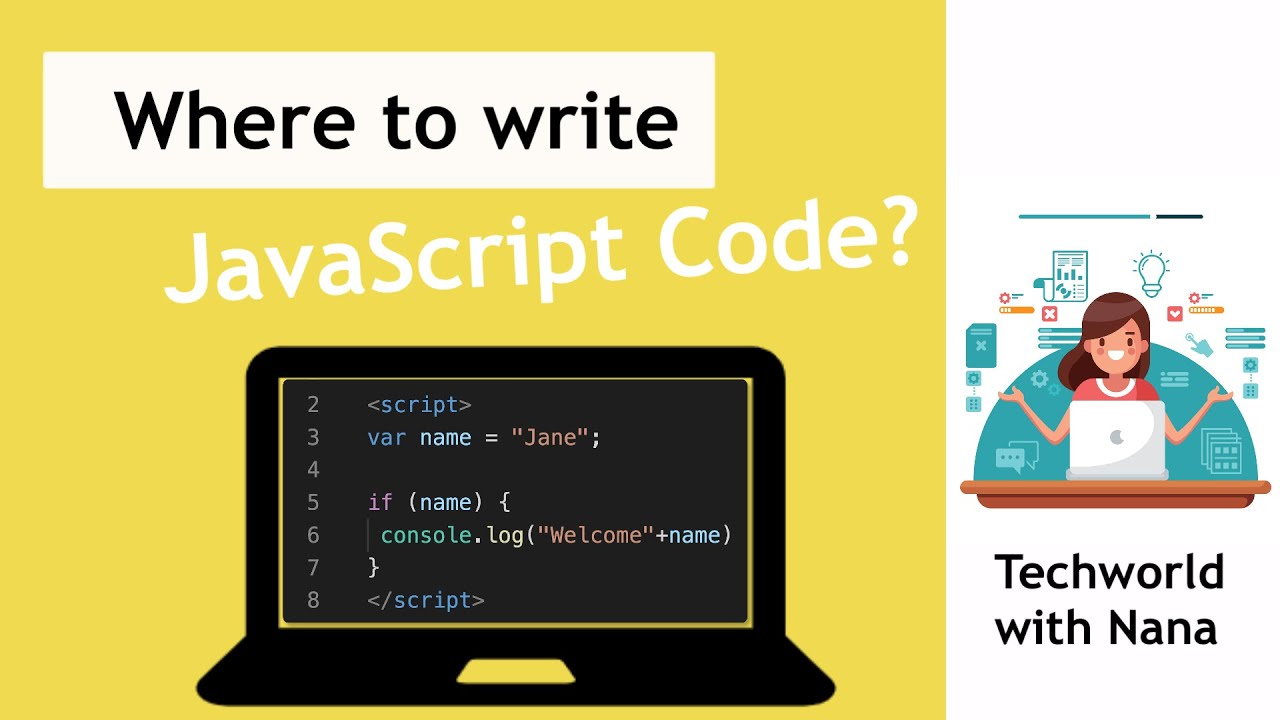 Where to write
JavaScript Code?
2 <script>
3 var name = "Jane";
4
5 if (name) {
6 console.log("Welcome"+name)
7 }
8 </script>
Techworld
with Nana